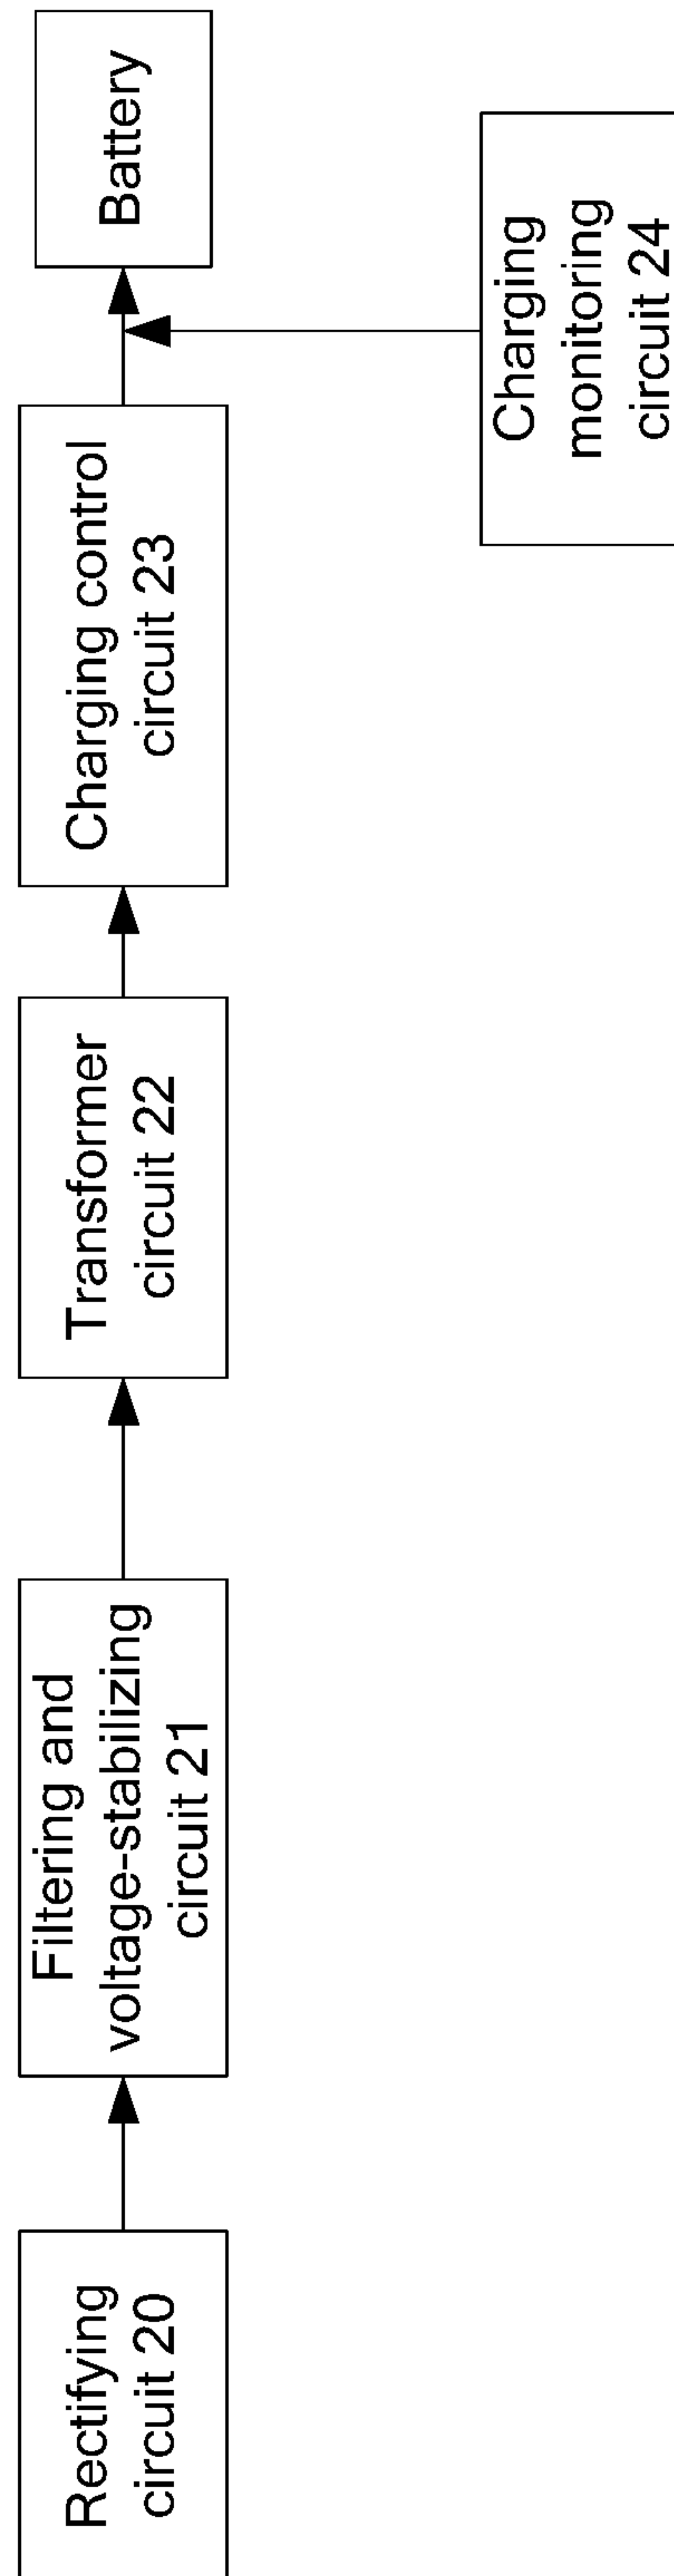 Rectifying
circuit 20
Filtering and
voltage-stabilizing
circuit 21
Transformer
circuit 22
Charging control
circuit 23
Battery
Charging
monitoring
circuit 24